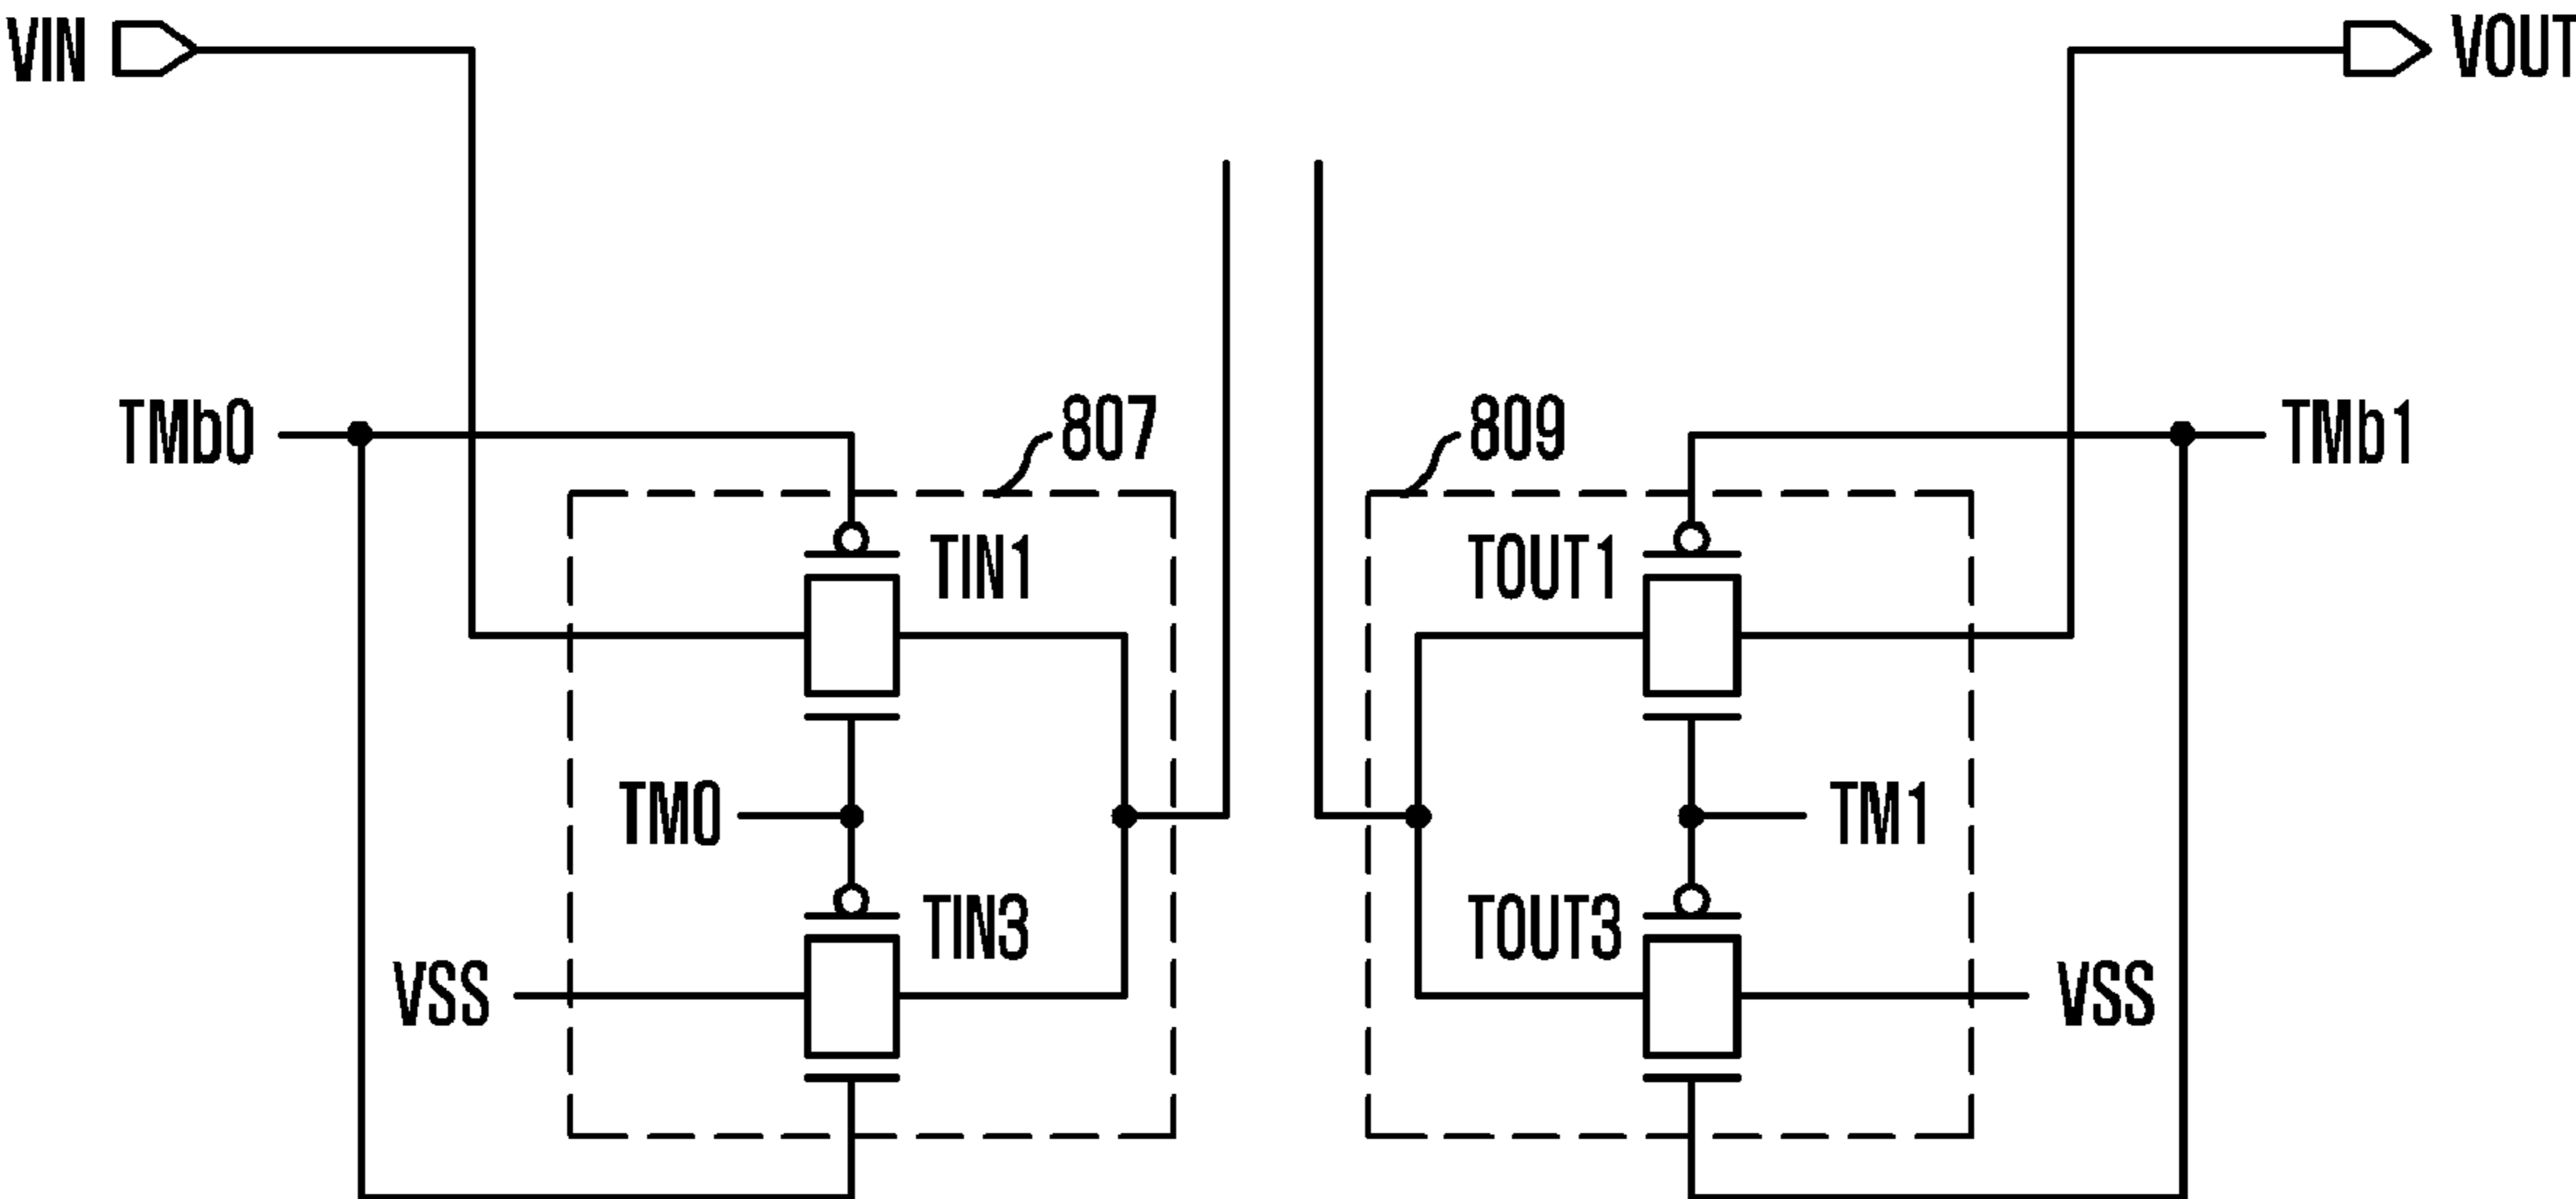 VIN
VOUT
TMb0
807
809
TMb1
TIN1
TOUT1
TM0
TM1
TIN3
TOUT3
VSS
VSS